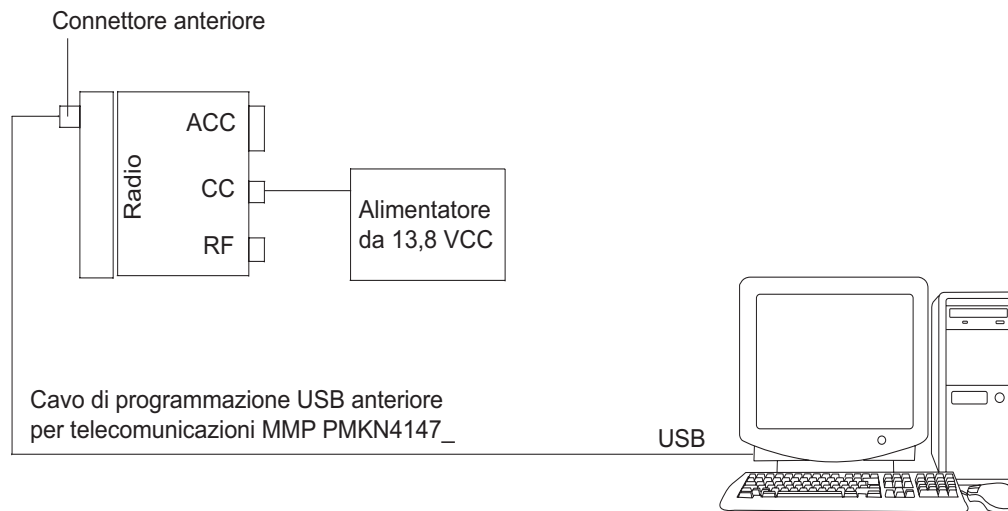 Connettore anteriore
Radio
ACC
CC
RF
Alimentatore
da 13,8 VCC
Cavo di programmazione USB anteriore
per telecomunicazioni MMP PMKN4147_
USB